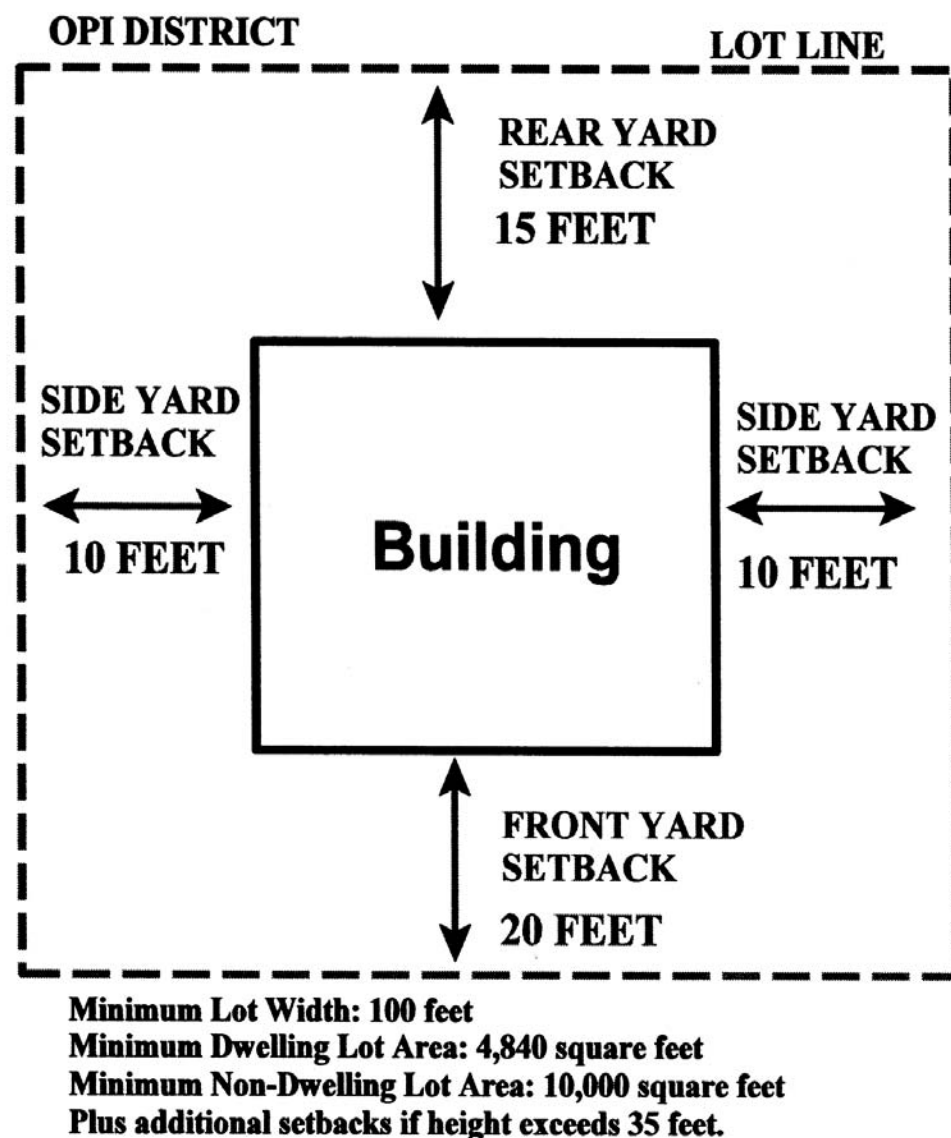 OPI DISTRICT
LOT LINE
REAR YARD
SETBACK
15 FEET
SIDE YARD
SETBACK
10 FEET
Building
SIDE YARD
SETBACK
10 FEET
FRONT YARD
SETBACK
20 FEET
Minimum Lot Width: 100 feet
Minimum Dwelling Lot Area: 4,840 square feet
Minimum Non-Dwelling Lot Area: 10,000 square feet
Plus additional setbacks if height exceeds 35 feet.